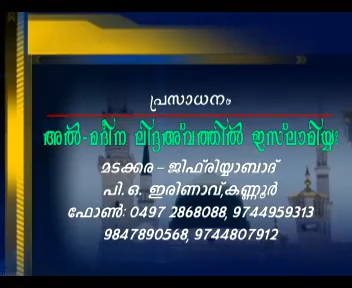 പ്രസാധനം
അൽ-മദീന ലിദ്ദഅ്വത്തിൽ ഇസ്ലാമിയ്യഃ
മടക്കര - ജിഫ്രിയ്യാബാദ്
പി.ഒ. ഇരിണാവ്,കണ്ണൂർ
ഫോൺ: 0497 2868088, 9744959313
9847890568, 9744807912